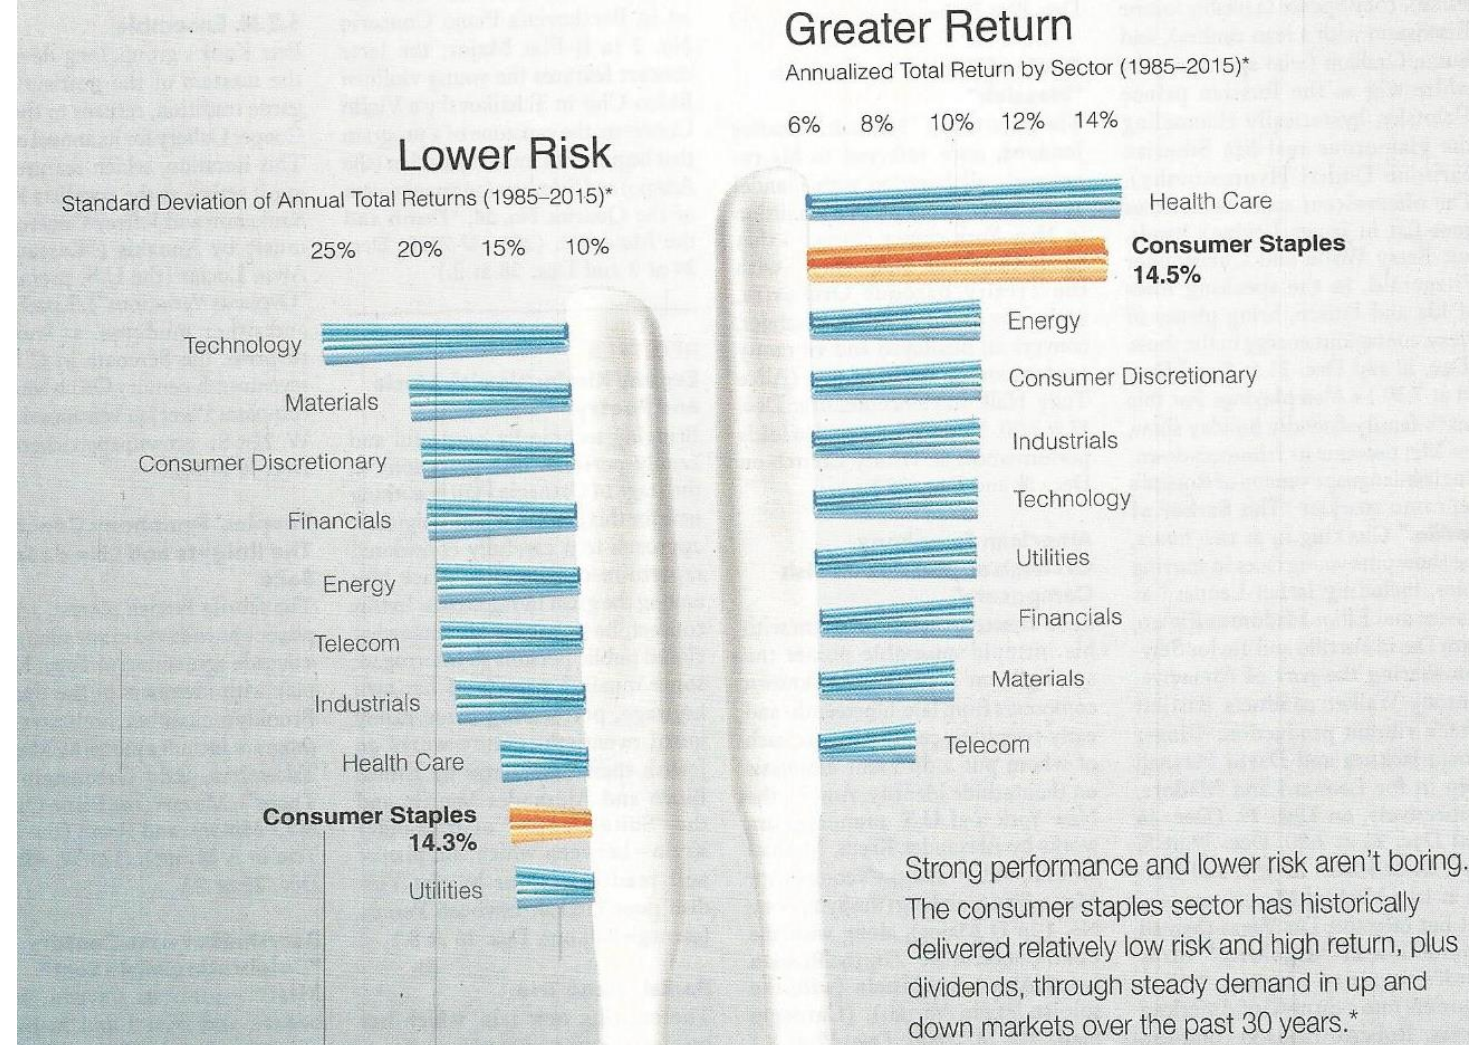 Lower Risk
Standard Deviation of Annual Total Returns (1985–2015)*
25% 20% 15% 10%
Technology
Materials
Consumer Discretionary
Financials
Energy
Telecom
Industrials
Health Care
Consumer Staples
14.3%
Utilities
Greater Return
Annualized Total Return by Sector (1985–2015)*
6% 8% 10% 12% 14%
Health Care
Consumer Staples
14.5%
Energy
Consumer Discretionary
Industrials
Technology
Utilities
Financials
Materials
Telecom
Strong performance and lower risk aren’t boring.
The consumer staples sector has historically
delivered relatively low risk and high return, plus
dividends, through steady demand in up and
down markets over the past 30 years.*